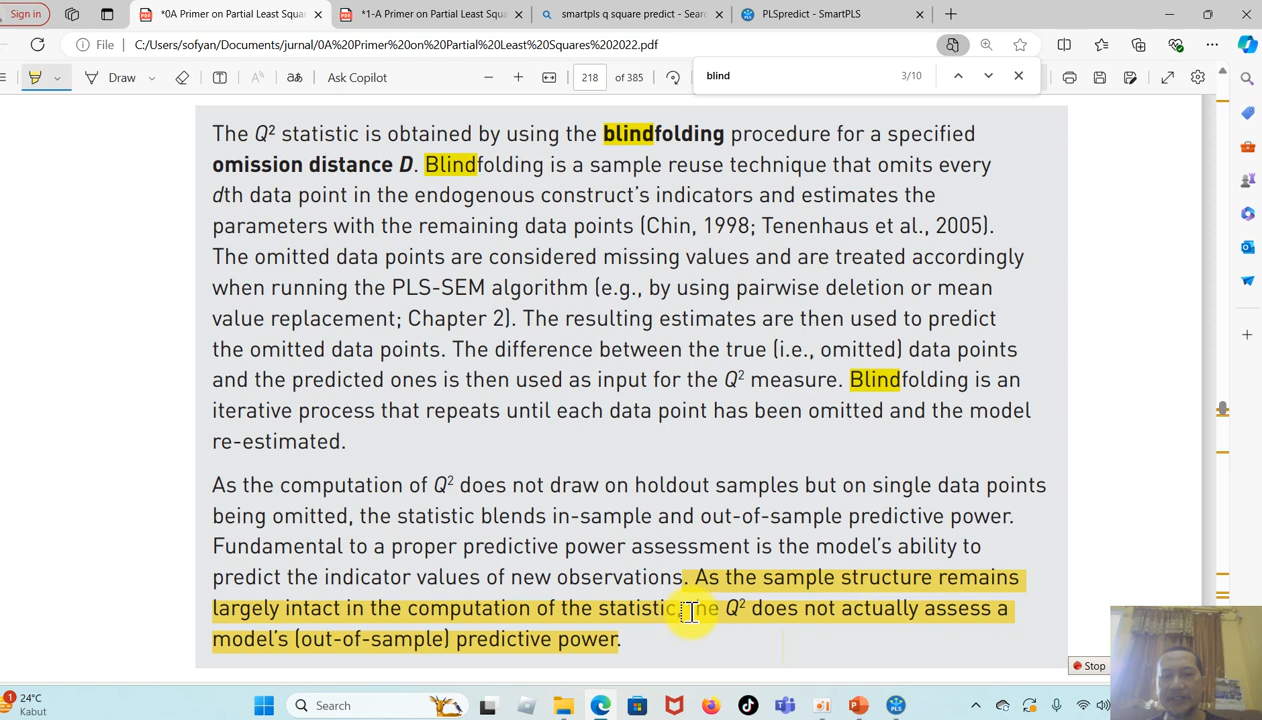 Sign in
*0A Primer on Partial Least Squa
*1-A Primer on Partial Least Squa
smartpls q square predict - Searc
PLSpredict - SmartPLS
File
C:/Users/sofyan/Documents/jurnal/0A%20Primer%20on%20Partial%20Least%20Squares%202022.pdf
Draw
Ask Copilot
218 of 385
blind
3/10
The Q² statistic is obtained by using the blindfolding procedure for a specified
omission distance D. Blindfolding is a sample reuse technique that omits every
dth data point in the endogenous construct's indicators and estimates the
parameters with the remaining data points (Chin, 1998; Tenenhaus et al., 2005).
The omitted data points are considered missing values and are treated accordingly
when running the PLS-SEM algorithm (e.g., by using pairwise deletion or mean
value replacement; Chapter 2). The resulting estimates are then used to predict
the omitted data points. The difference between the true (i.e., omitted) data points
and the predicted ones is then used as input for the Q² measure. Blindfolding is an
iterative process that repeats until each data point has been omitted and the model
re-estimated.
As the computation of Q² does not draw on holdout samples but on single data points
being omitted, the statistic blends in-sample and out-of-sample predictive power.
Fundamental to a proper predictive power assessment is the model's ability to
predict the indicator values of new observations. As the sample structure remains
largely intact in the computation of the statistic, the Q² does not actually assess a
model's (out-of-sample) predictive power.
Stop
1
24°C
Kabut
Search
PLS